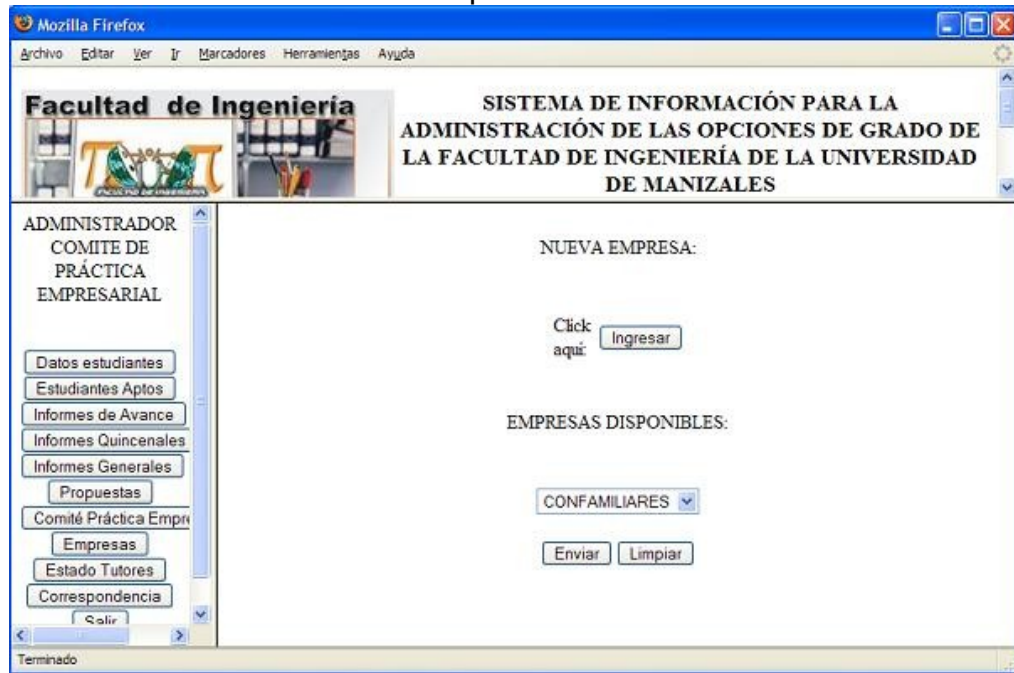 Mozilla Firefox
Archivo Editar Ver Ir Marcadores Herramientas Ayuda
Facultad de Ingeniería
FACULTAD DE INGENIERIA
SISTEMA DE INFORMACIÓN PARA LA
ADMINISTRACIÓN DE LAS OPCIONES DE GRADO DE
LA FACULTAD DE INGENIERÍA DE LA UNIVERSIDAD
DE MANIZALES
ADMINISTRADOR
COMITE DE
PRÁCTICA
EMPRESARIAL
Datos estudiantes
Estudiantes Aptos
Informes de Avance
Informes Quincenales
Informes Generales
Propuestas
Comité Práctica Empre
Empresas
Estado Tutores
Correspondencia
Salir
NUEVA EMPRESA:
Click
aquí:
Ingresar
EMPRESAS DISPONIBLES:
CONFAMILIARES
Enviar Limpiar
Terminado